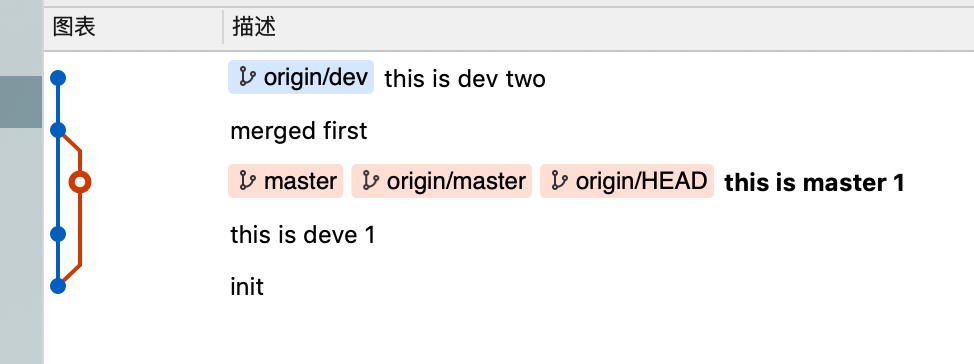 图表 描述
origin/dev this is dev two
merged first
master origin/master origin/HEAD this is master 1
this is deve 1
init